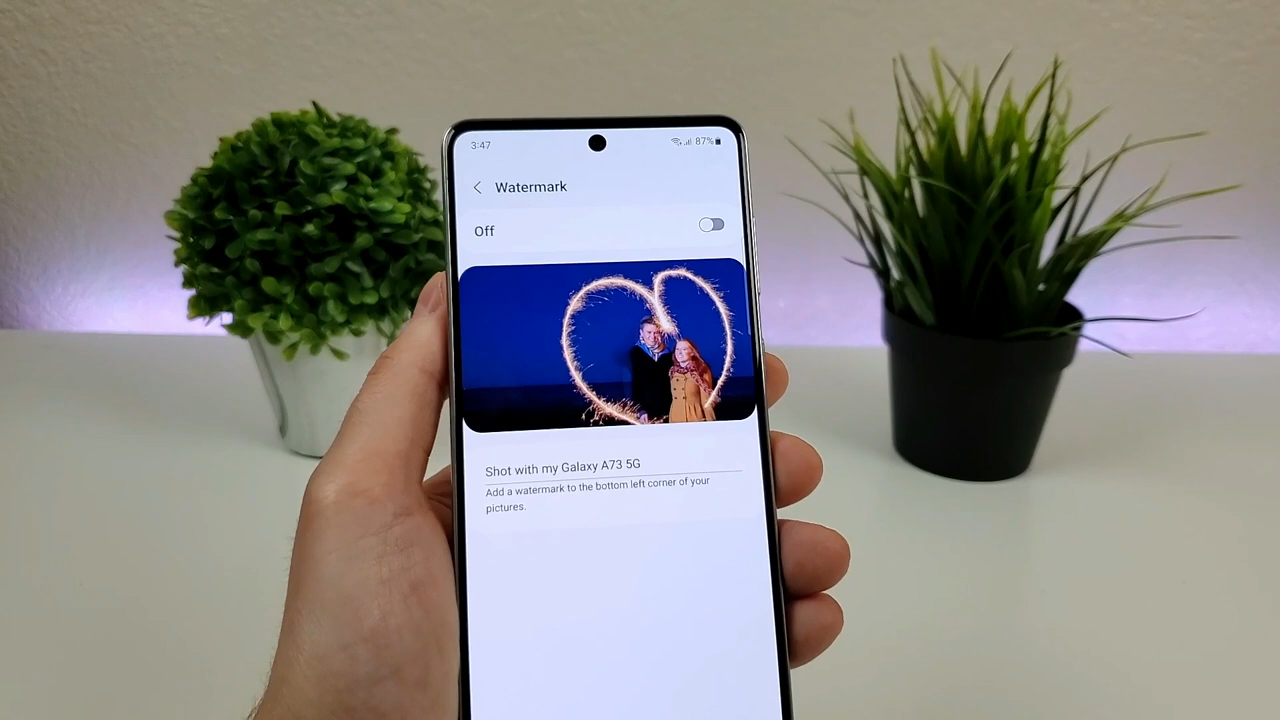 3:47 87%
Watermark
Off
Shot with my Galaxy A73 5G
Add a watermark to the bottom left corner of your
pictures.